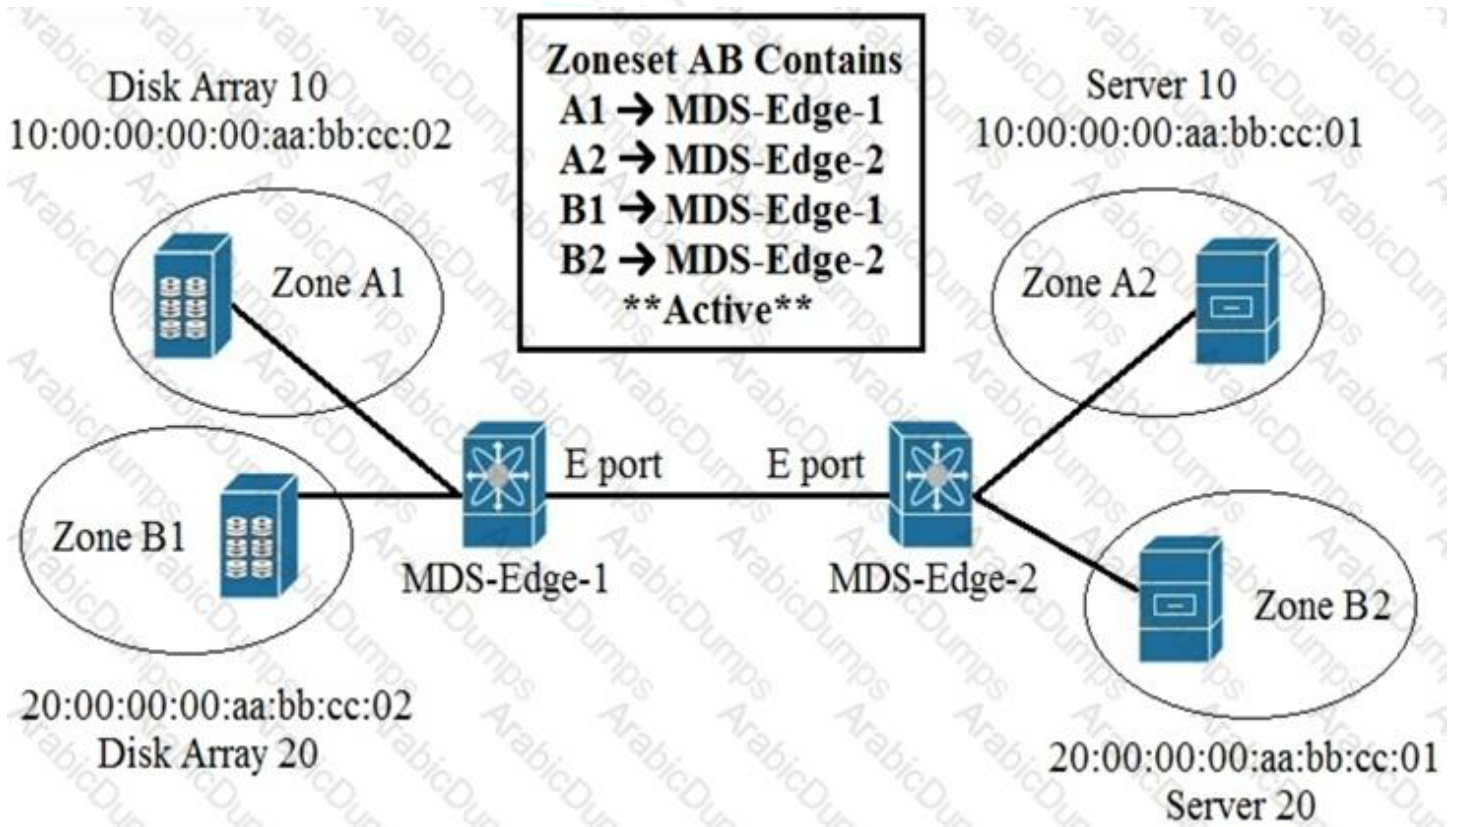 Disk Array 10
10:00:00:00:00:aa:bb:cc:02
Zoneset AB Contains
A1 → MDS-Edge-1
A2 → MDS-Edge-2
B1 → MDS-Edge-1
B2 → MDS-Edge-2
**Active**
Server 10
10:00:00:00:aa:bb:cc:01
Zone A1
Zone A2
E port
E port
Zone B1
MDS-Edge-1
MDS-Edge-2
Zone B2
20:00:00:00:aa:bb:cc:02
Disk Array 20
20:00:00:00:aa:bb:cc:01
Server 20
ArabicDumps